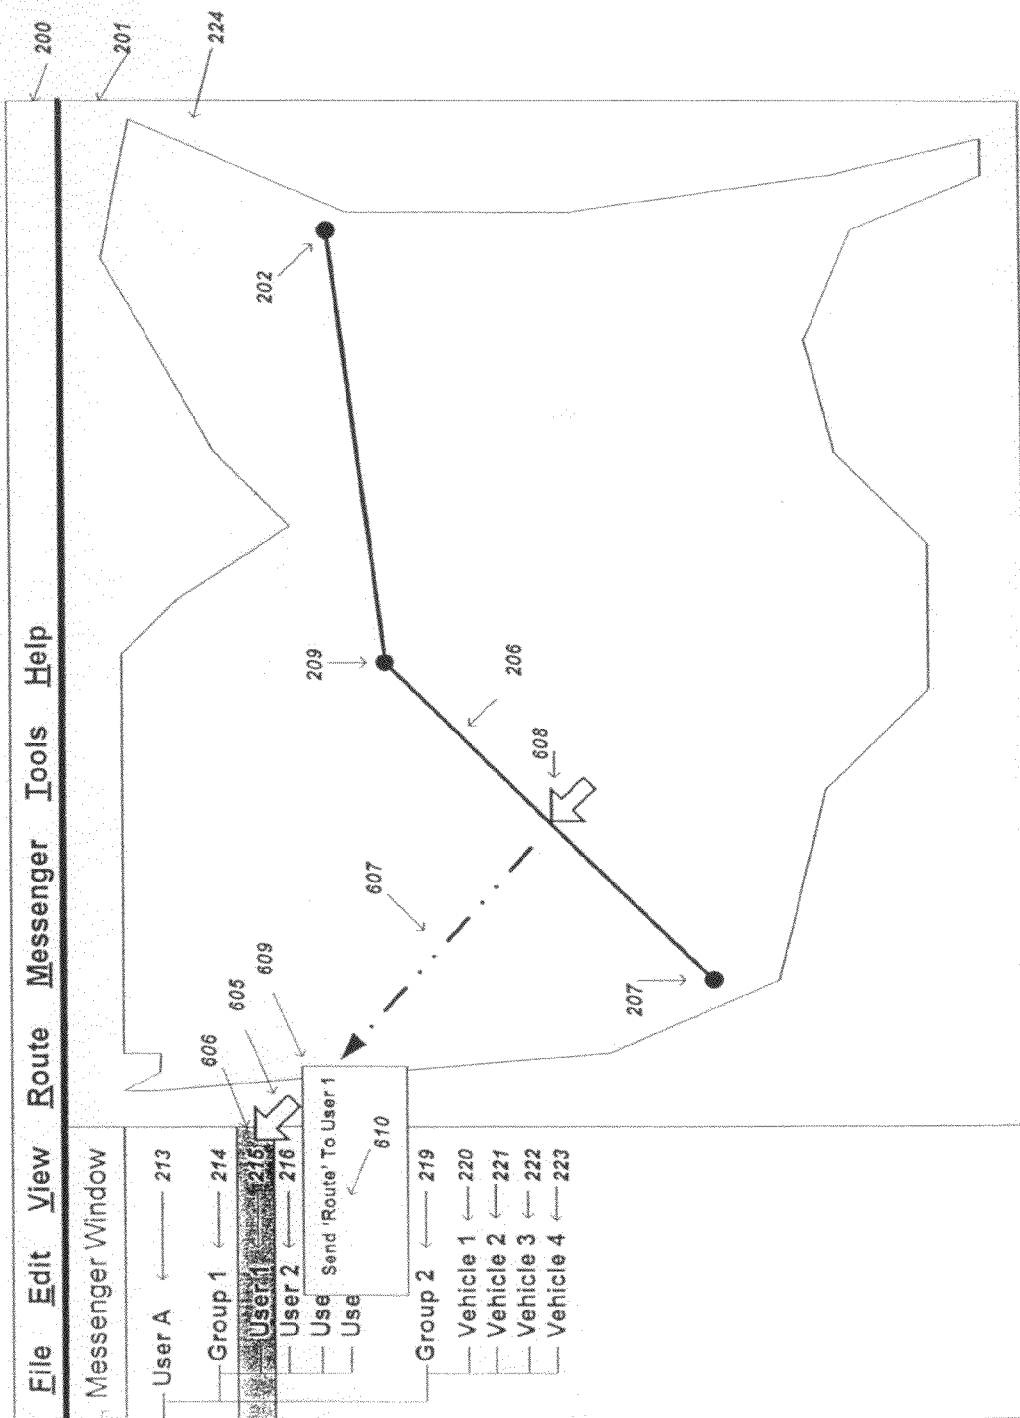 File Edit View Route Messenger Tools Help
200
201
224
Messenger Window
User A 213
Group 1 214
User 1 215
User 2 216
Use
Use
Send 'Route' To User 1
610
Group 2 219
Vehicle 1 220
Vehicle 2 221
Vehicle 3 222
Vehicle 4 223
606
605
609
607
608
206
209
202
207